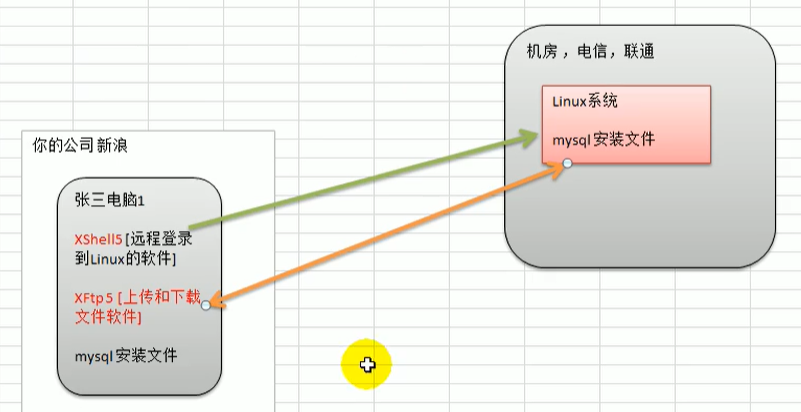 机房，电信，联通
Linux系统
mysql 安装文件
你的公司新浪
张三电脑1
XShell5 [远程登录
到Linux的软件]
XFtp5 [上传和下载
文件软件]
mysql 安装文件